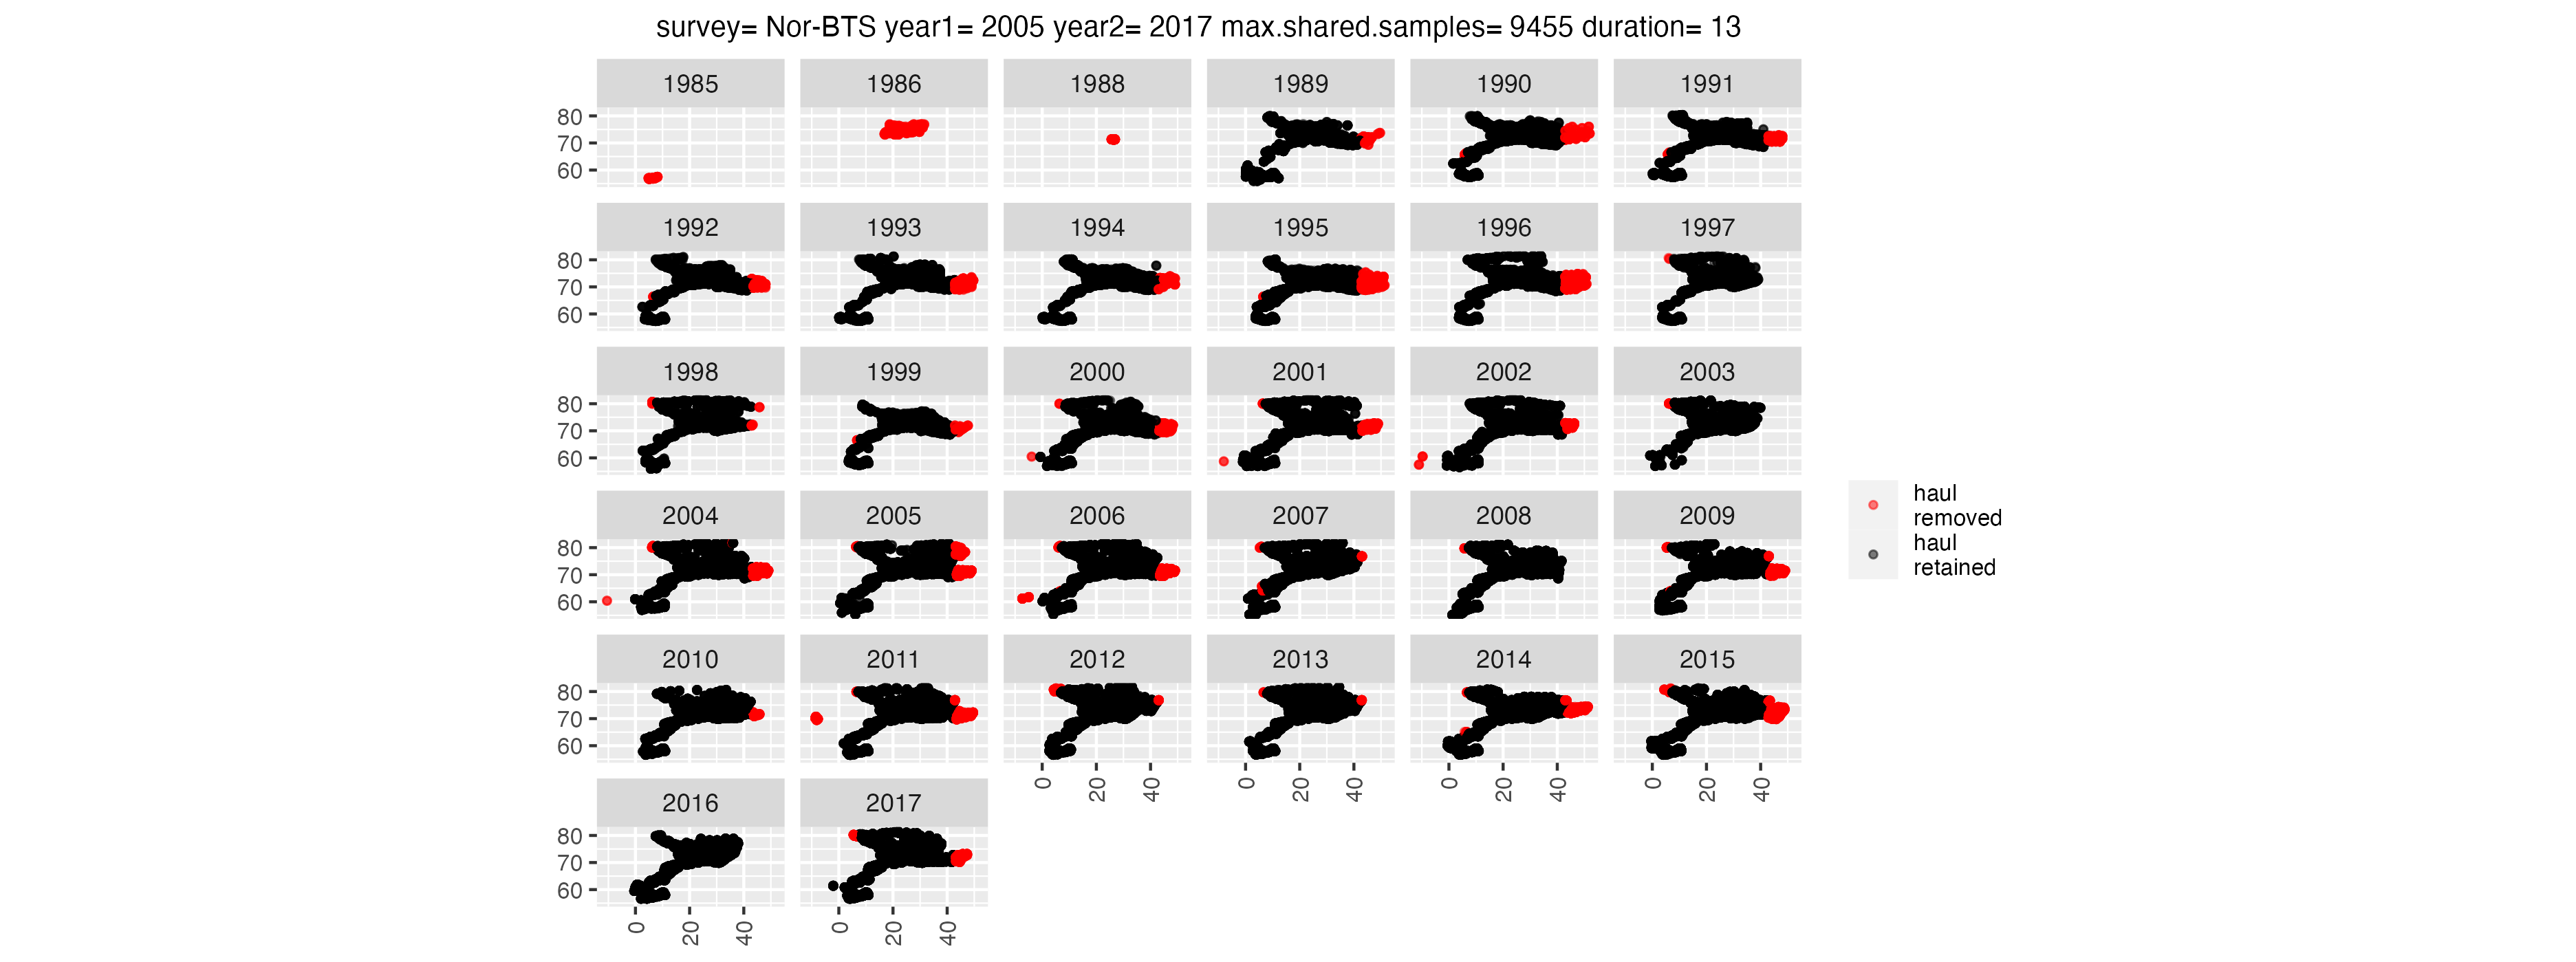 survey= Nor-BTS year1= 2005 year2= 2017 max.shared.samples= 9455 duration= 13
1985 1986 1988 1989 1990 1991
80
70
60
1992 1993 1994 1995 1996 1997
80
70
60
1998 1999 2000 2001 2002 2003
80
70
60
haul
removed
haul
retained
2004 2005 2006 2007 2008 2009
80
70
60
2010 2011 2012 2013 2014 2015
80
70
60
0 20 40 0 20 40 0 20 40 0 20 40
2016 2017
80
70
60
0 20 40 0 20 40